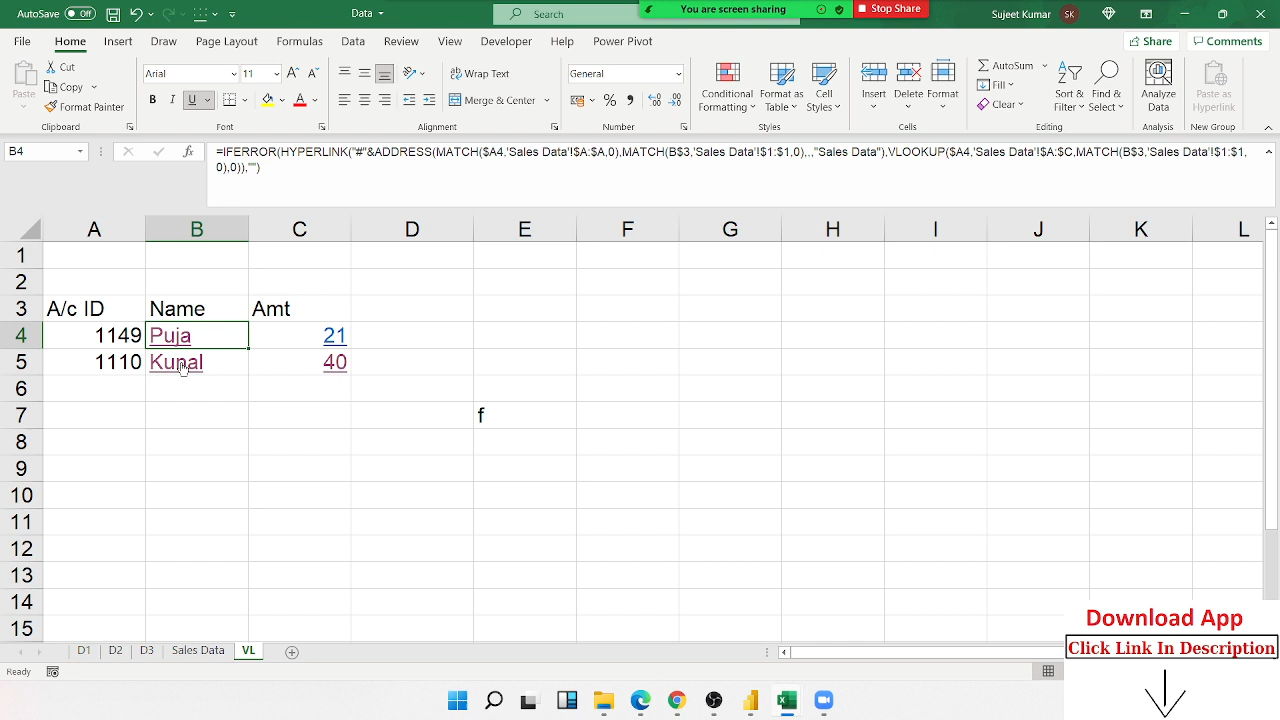 AutoSave Off
Data
Search
You are screen sharing
Stop Share
Sujeet Kumar
SK
File Home Insert Draw Page Layout Formulas Data Review View Developer Help Power Pivot
Share
Comments
Paste
Cut
Copy
Format Painter
Clipboard
Arial
11
B I U
Font
Wrap Text
Merge & Center
Alignment
General
Number
Conditional Formatting
Format as Table
Cell Styles
Styles
Insert
Delete
Format
Cells
AutoSum
Fill
Clear
Sort & Filter
Find & Select
Editing
Analyze Data
Analysis
Paste as Hyperlink
New Group
B4
fx
=IFERROR(HYPERLINK("#"&ADDRESS(MATCH($A4,'Sales Data'!$A:$A,0),MATCH(B$3,'Sales Data'!$1:$1,0),,,"Sales Data"),VLOOKUP($A4,'Sales Data'!$A:$C,MATCH(B$3,'Sales Data'!$1:$1,
0),0)),"")
A B C D E F G H I J K L
1
2
3 A/c ID Name Amt
4 1149 Puja 21
5 1110 Kunal 40
6
7 f
8
9
10
11
12
13
14
15
D1 D2 D3 Sales Data VL
Ready
Download App
Click Link In Description